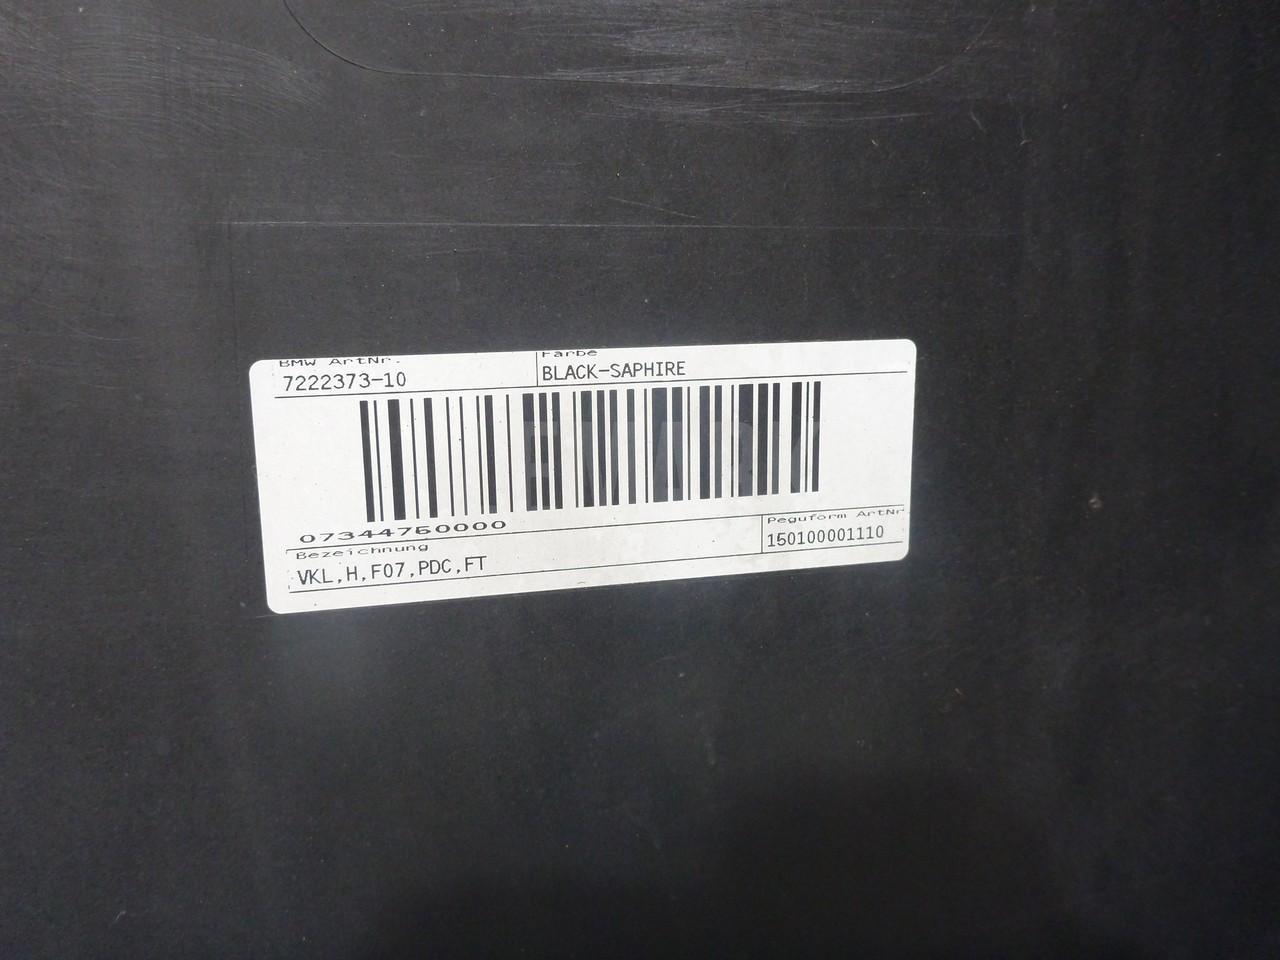 BMW ArtNr.
Farbe
7222373-10
BLACK-SAPHIRE
07344750000
Peguform ArtNr
150100001110
Bezeichnung
VKL,H,F07,PDC,FT